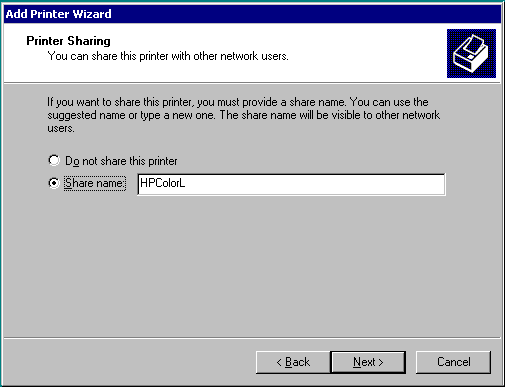 Add Printer Wizard
Printer Sharing
You can share this printer with other network users.
If you want to share this printer, you must provide a share name. You can use the
suggested name or type a new one. The share name will be visible to other network
users.
Do not share this printer
Share name: HPColorL
< Back Next > Cancel